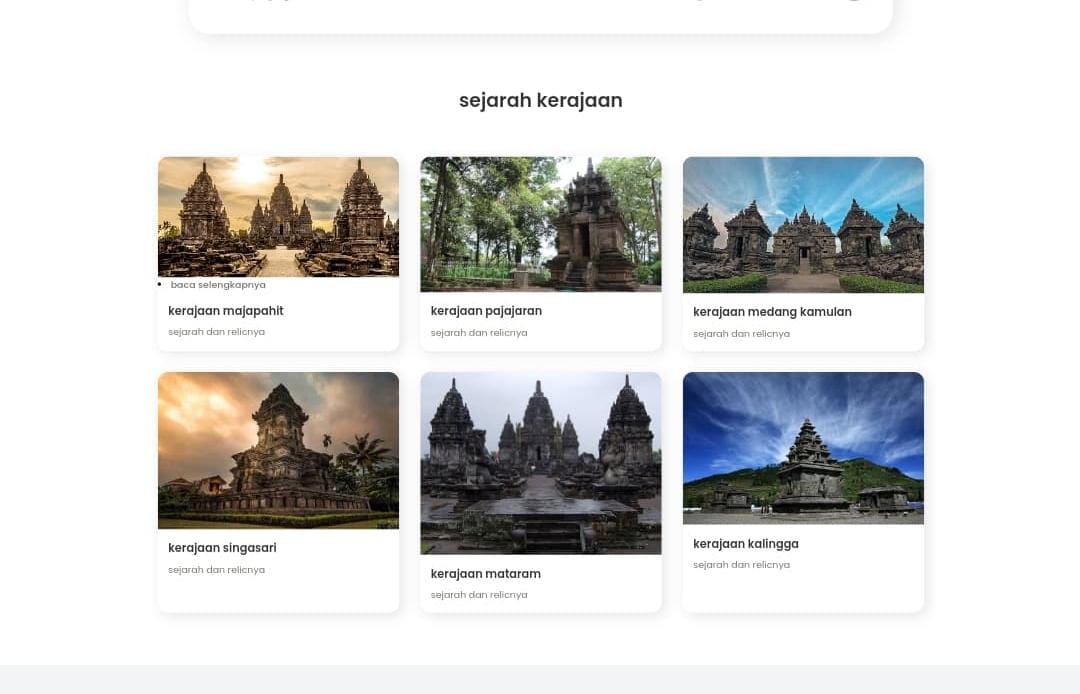 sejarah kerajaan
baca selengkapnya
kerajaan majapahit
sejarah dan relicnya
kerajaan pajajaran
sejarah dan relicnya
kerajaan medang kamulan
sejarah dan relicnya
kerajaan singasari
sejarah dan relicnya
kerajaan mataram
sejarah dan relicnya
kerajaan kalingga
sejarah dan relicnya